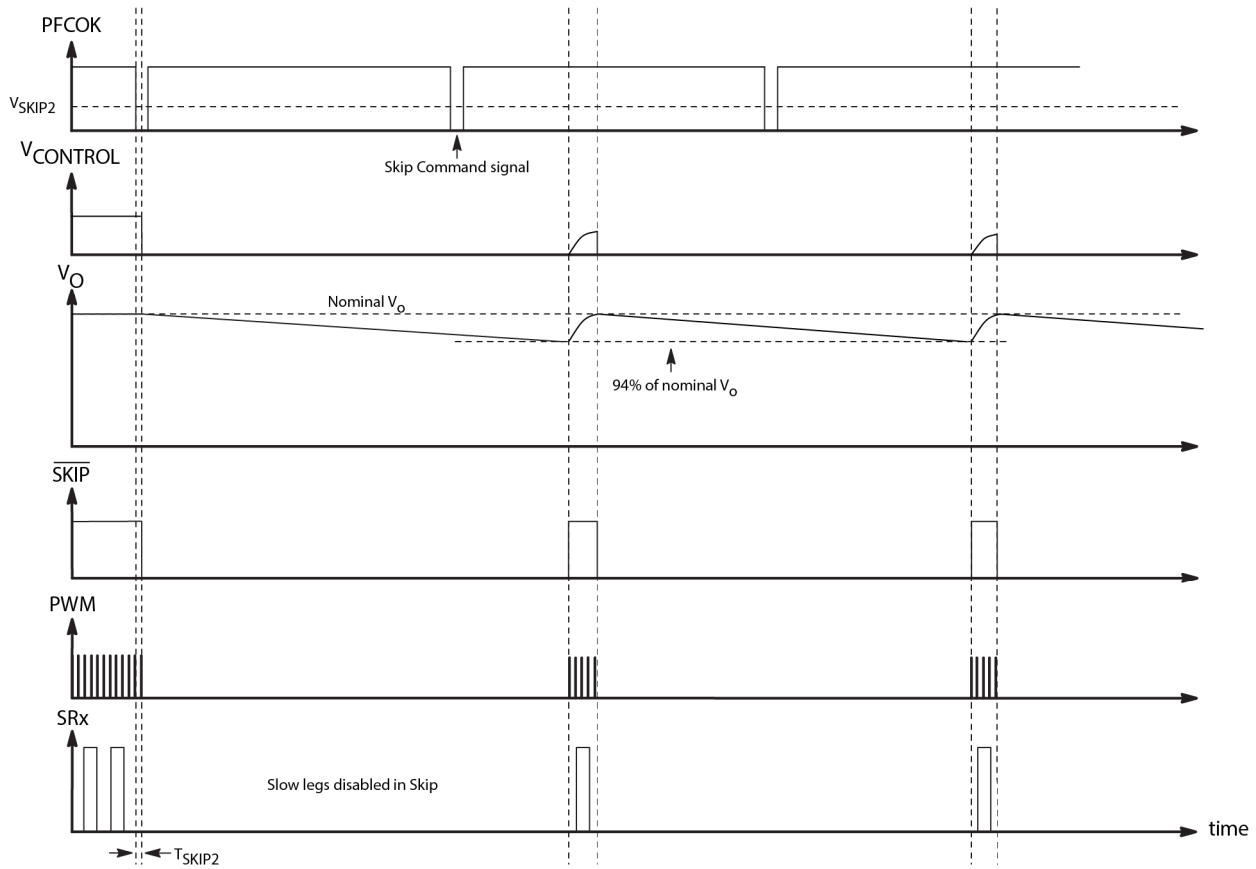 PFCOK
VSKIP2
Skip Command signal
VCONTROL
VO
Nominal Vo
94% of nominal Vo
SKIP
PWM
SRx
Slow legs disabled in Skip
time
TSKIP2